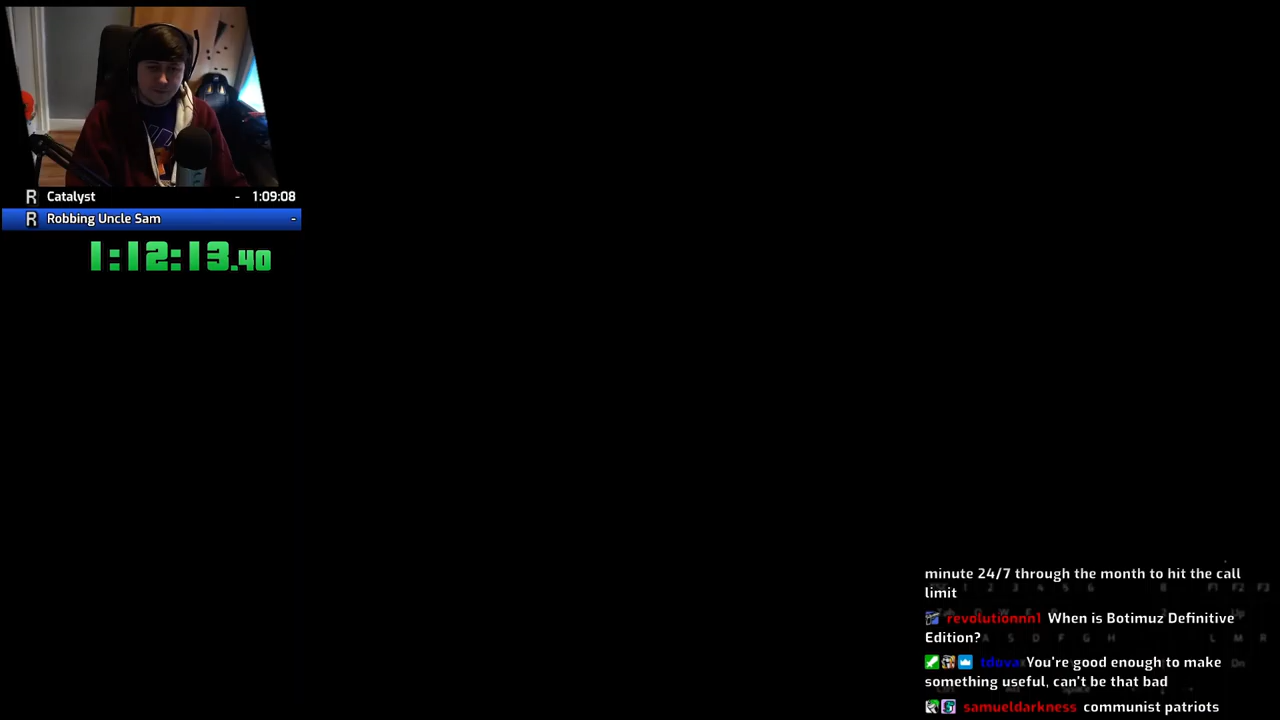 R Catalyst - 1:09:08
R Robbing Uncle Sam -
1:12:13.40
minute 24/7 through the month to hit the call
limit
revolutionnn1 When is Botimuz Definitive
Edition?
tdova You're good enough to make
something useful, can't be that bad
samueldarkness communist patriots